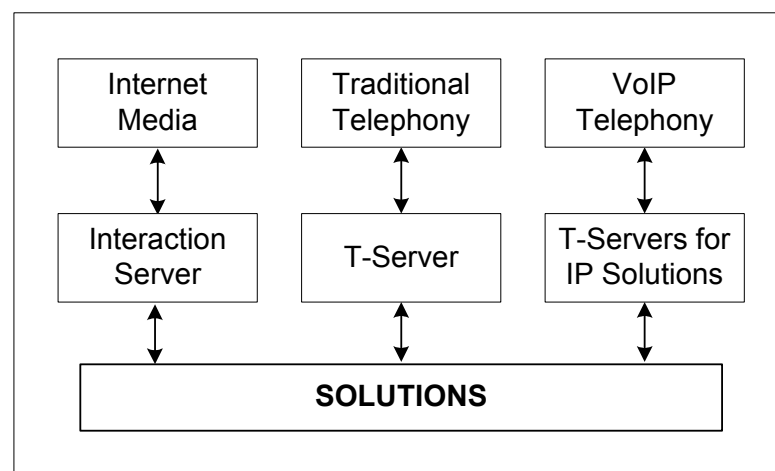 Internet
Media
Traditional
Telephony
VoIP
Telephony
Interaction
Server
T-Server
T-Servers for
IP Solutions
SOLUTIONS